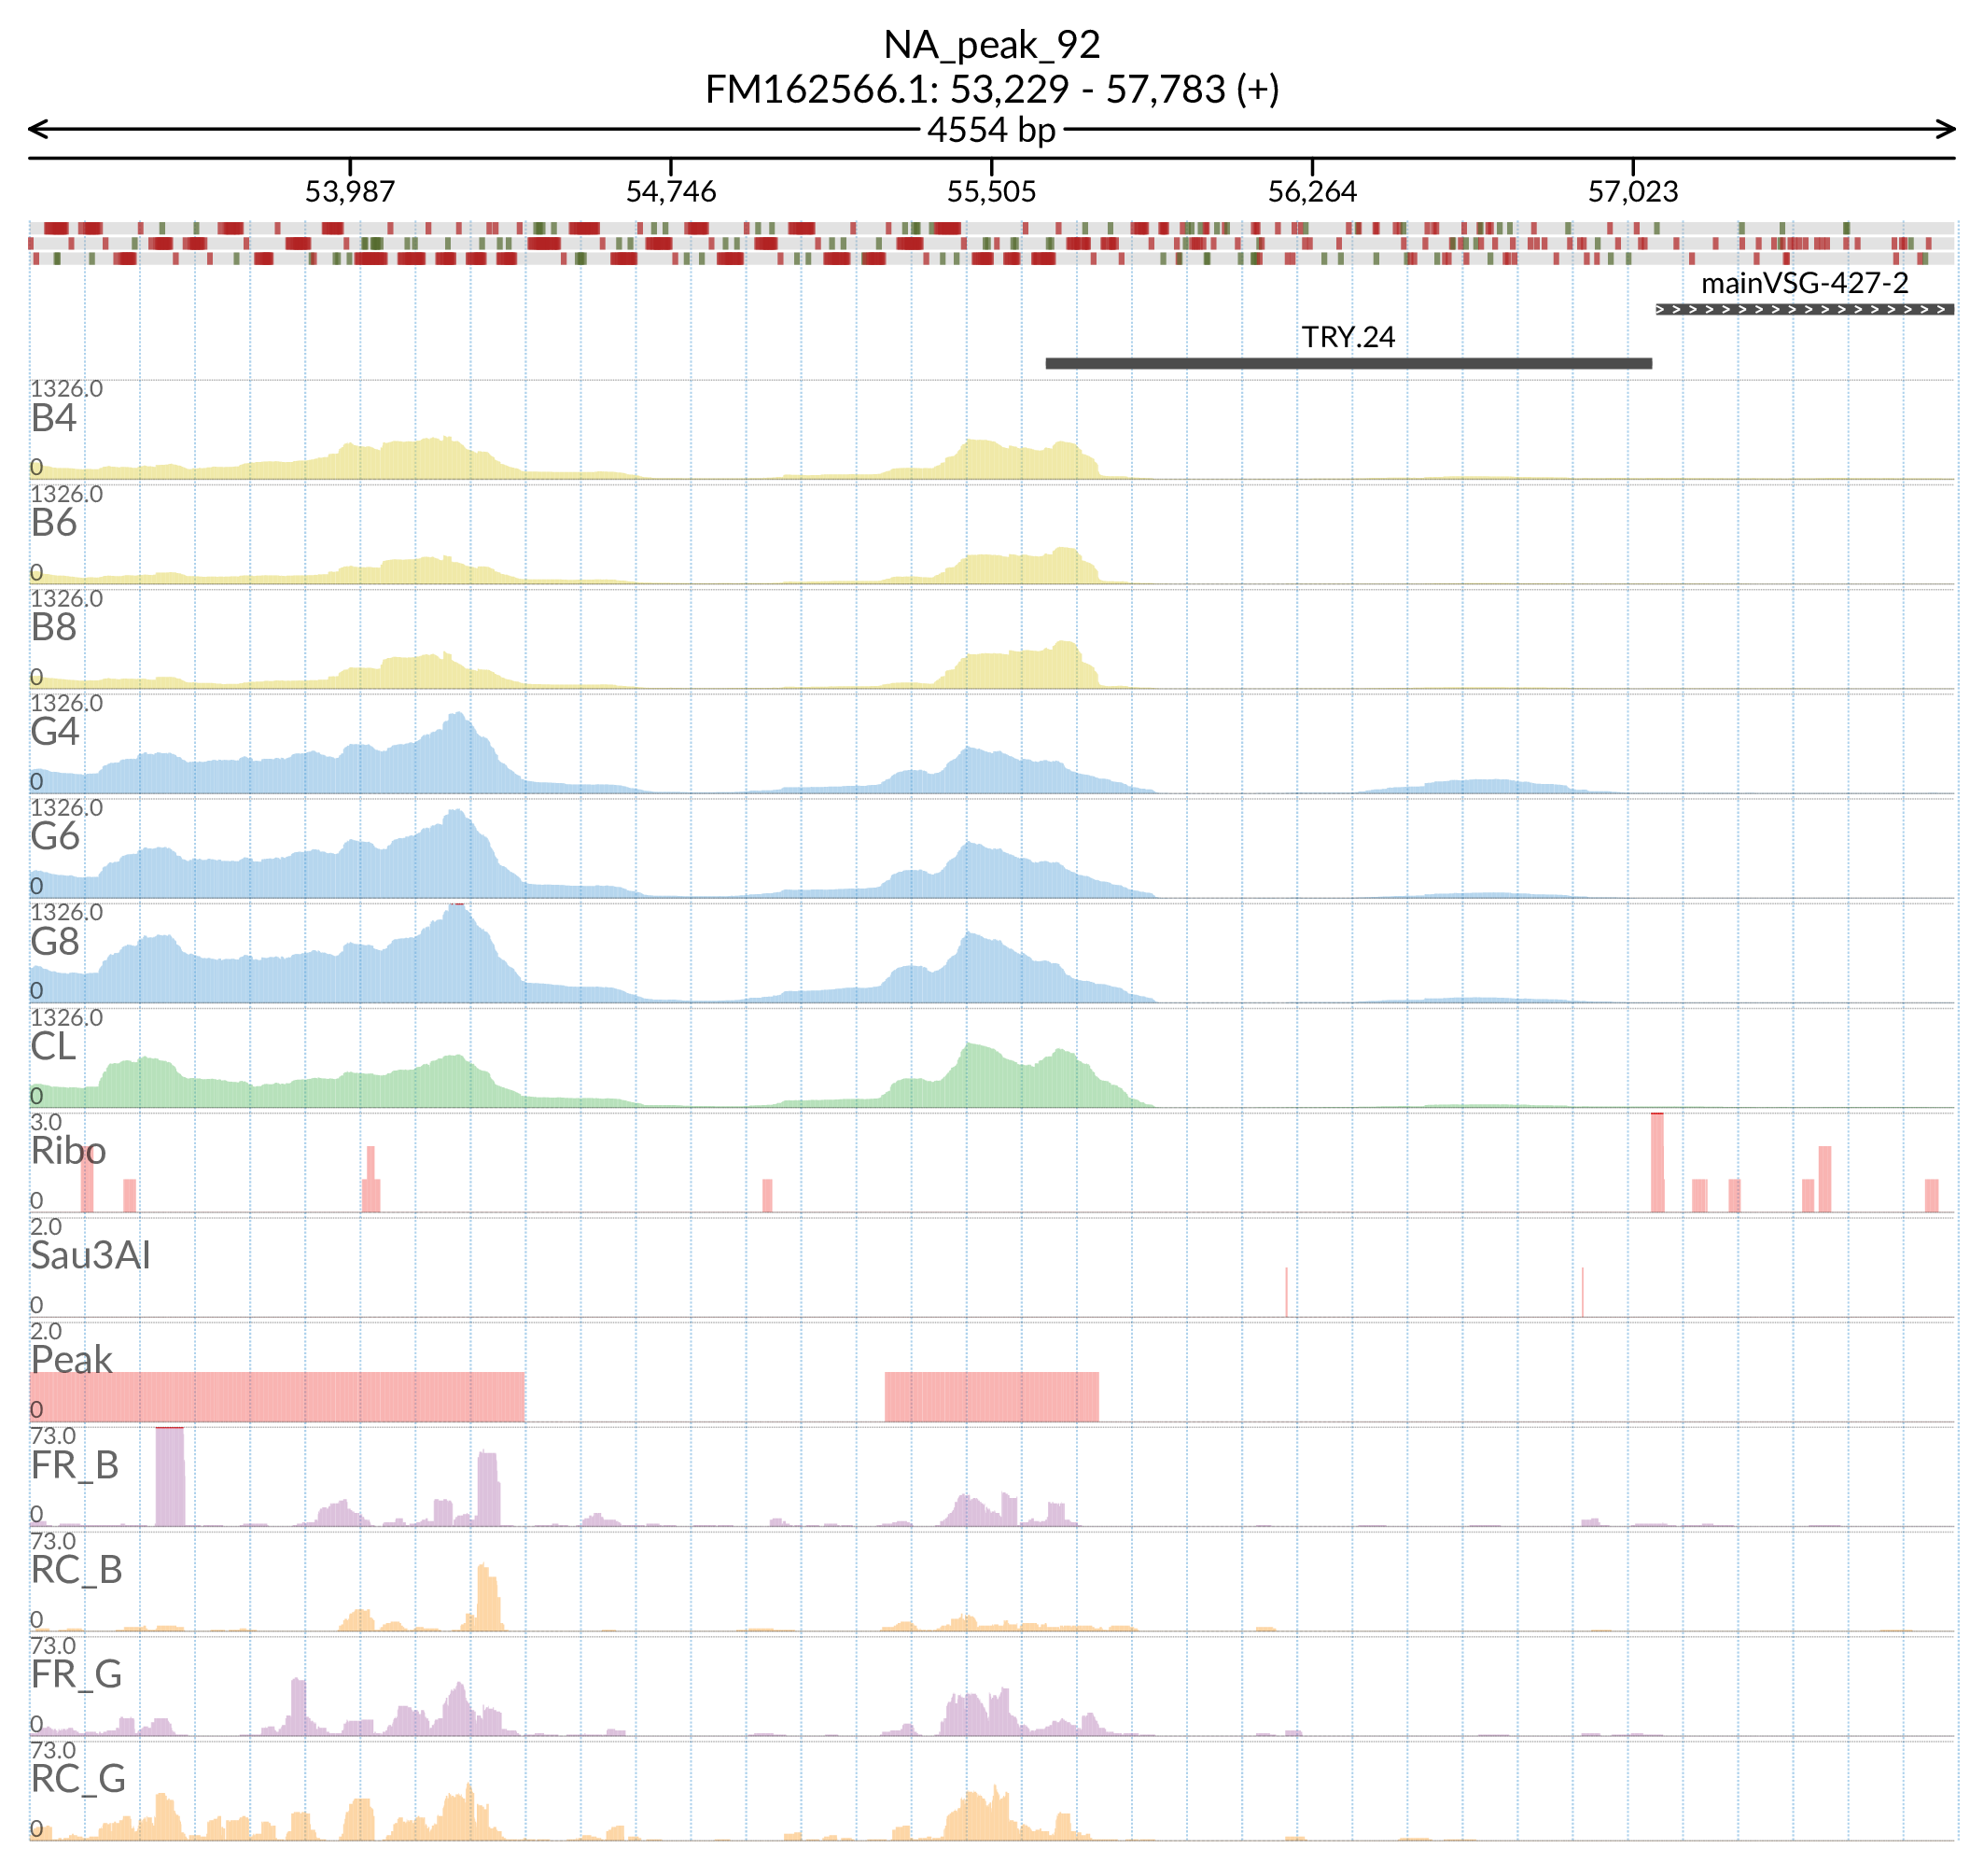 NA_peak_92
FM162566.1: 53,229 - 57,783 (+)
4554 bp
53,987 54,746 55,505 56,264 57,023
mainVSG-427-2
TRY.24
1326.0
B4
0
1326.0
B6
0
1326.0
B8
0
1326.0
G4
0
1326.0
G6
0
1326.0
G8
0
1326.0
CL
0
3.0
Ribo
0
2.0
Sau3AI
0
2.0
Peak
0
73.0
FR_B
0
73.0
RC_B
0
73.0
FR_G
0
73.0
RC_G
0